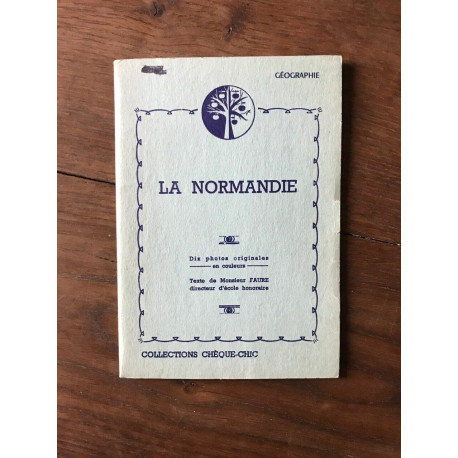 GÉOGRAPHIE
LA NORMANDIE
Dix photos originales
en couleurs
Texte de Monsieur FAURE
directeur d'école honoraire
COLLECTIONS CHÈQUE-CHIC